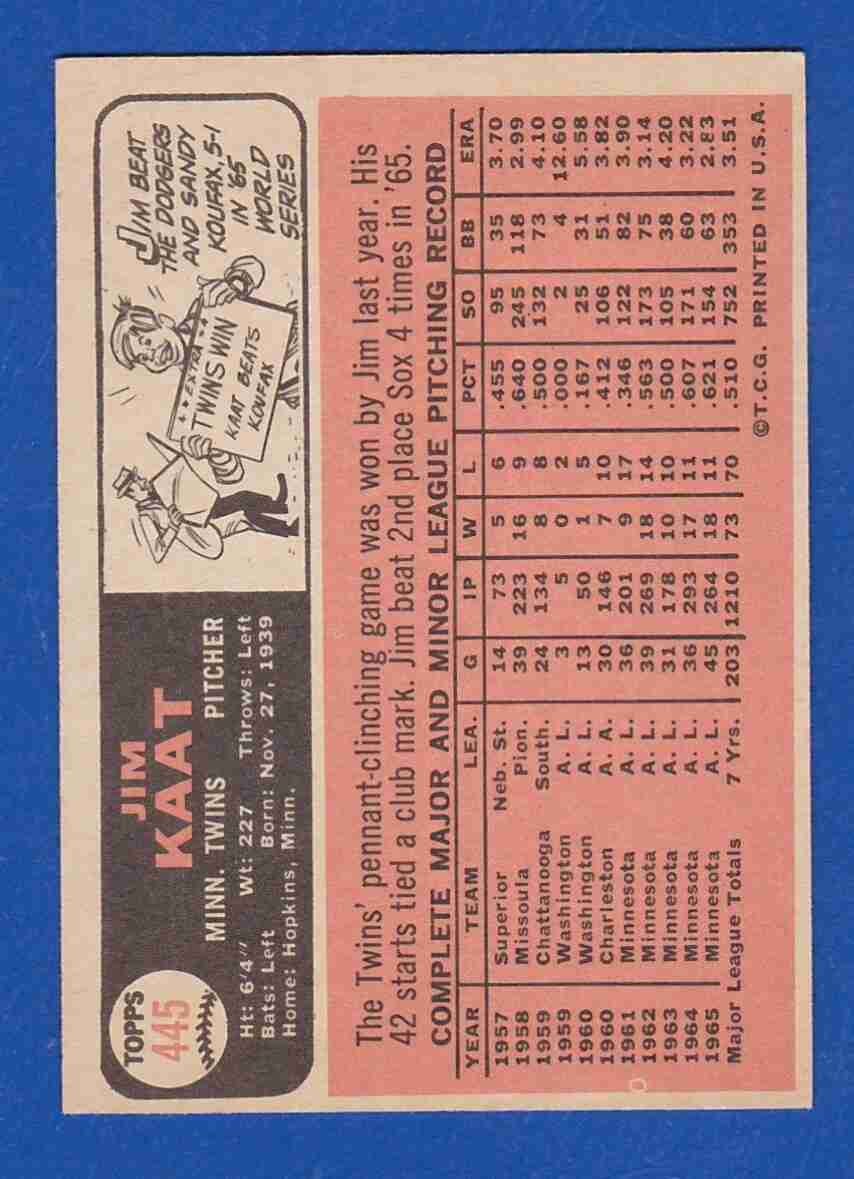 TOPPS
445
JIM
KAAT
MINN. TWINS PITCHER
Ht: 6'4" Wt: 227 Throws: Left
Bats: Left Born: Nov. 27, 1939
Home: Hopkins, Minn.
EXTRA
TWINS WIN
KAAT BEATS
KOUFAX
JIM BEAT
THE DODGERS
AND SANDY
KOUFAX, 5-1
IN '65
WORLD
SERIES
The Twins' pennant-clinching game was won by Jim last year. His
42 starts tied a club mark. Jim beat 2nd place Sox 4 times in '65.
COMPLETE MAJOR AND MINOR LEAGUE PITCHING RECORD
YEAR TEAM LEA. G IP W L PCT SO BB ERA
1957 Superior Neb. St. 14 73 5 6 .455 95 35 3.70
1958 Missoula Pion. 39 223 16 9 .640 245 118 2.99
1959 Chattanooga South. 24 134 8 8 .500 132 73 4.10
1959 Washington A. L. 3 5 0 2 .000 2 4 12.60
1960 Washington A. L. 13 50 1 5 .167 25 31 5.58
1960 Charleston A. A. 30 146 7 10 .412 106 51 3.82
1961 Minnesota A. L. 36 201 9 17 .346 122 82 3.90
1962 Minnesota A. L. 39 269 18 14 .563 173 75 3.14
1963 Minnesota A. L. 31 178 10 10 .500 105 38 4.20
1964 Minnesota A. L. 36 293 17 11 .607 171 60 3.22
1965 Minnesota A. L. 45 264 18 11 .621 154 63 2.83
Major League Totals 7 Yrs. 203 1210 73 70 .510 752 353 3.51
©T.C.G. PRINTED IN U.S.A.